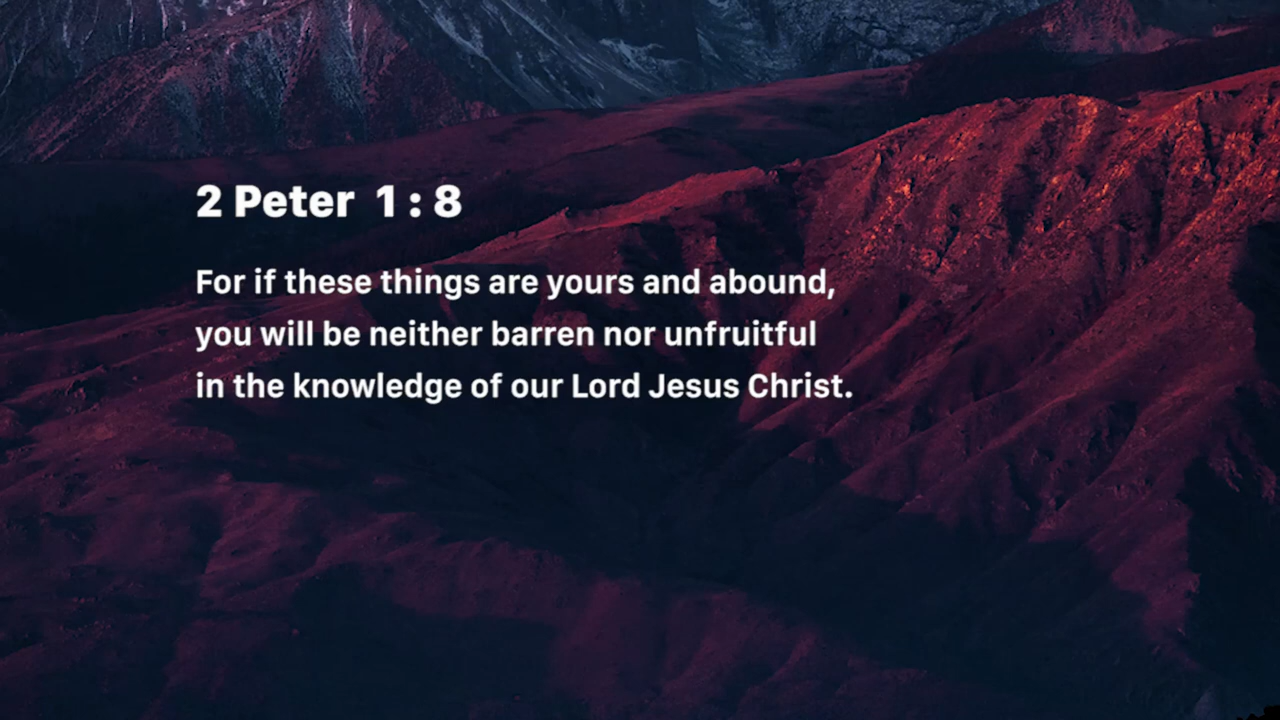 2 Peter 1 : 8
For if these things are yours and abound,
you will be neither barren nor unfruitful
in the knowledge of our Lord Jesus Christ.